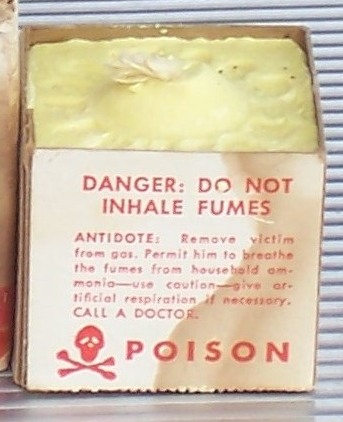 DANGER: DO NOT
INHALE FUMES
ANTIDOTE: Remove victim
from gas. Permit him to breathe
the fumes from household am-
monia—use caution—give ar-
tificial respiration if necessary.
CALL A DOCTOR.
POISON